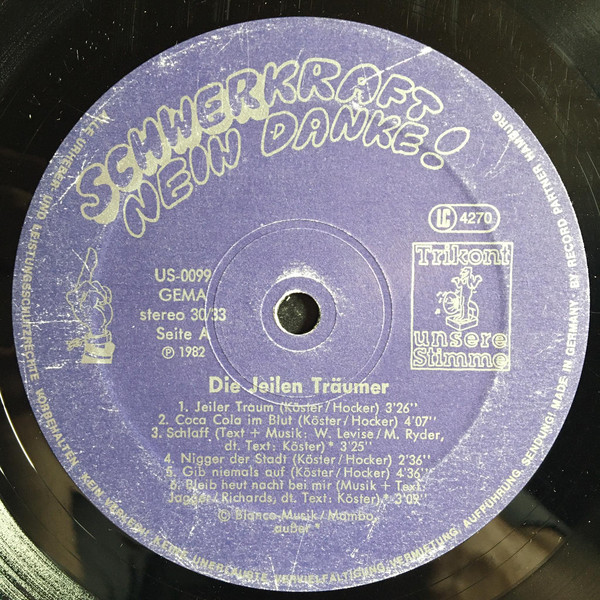 SCHWERKRAFT
NEIN DANKE!
LC 4270
US-0099
GEMA
stereo 30/33
Seite A
Ⓟ 1982
Trikont
unsere
Stimme
Die Jeilen Träumer
1. Jeiler Traum (Köster/Hocker) 3'26''
2. Coca Cola im Blut (Köster/Hocker) 4'07''
3. Schlaff (Text + Musik: W. Levise/M. Ryder,
dt. Text: Köster)* 3'25''
4. Nigger der Stadt (Köster/Hocker) 2'36''
5. Gib niemals auf (Köster/Hocker) 4'36''
6. Bleib heut nacht bei mir (Musik + Text:
Jagger/Richards, dt. Text: Köster)* 3'09''
© Bianco-Musik/Mambo,
außer *
ALLE URHEBER- UND LEISTUNGSSCHUTZRECHTE VORBEHALTEN · KEIN VERLEIH! KEINE UNERLAUBTE VERVIELFÄLTIGUNG, VERMIETUNG, AUFFÜHRUNG, SENDUNG! MADE IN GERMANY · BY RECORD PARTNER, HAMBURG